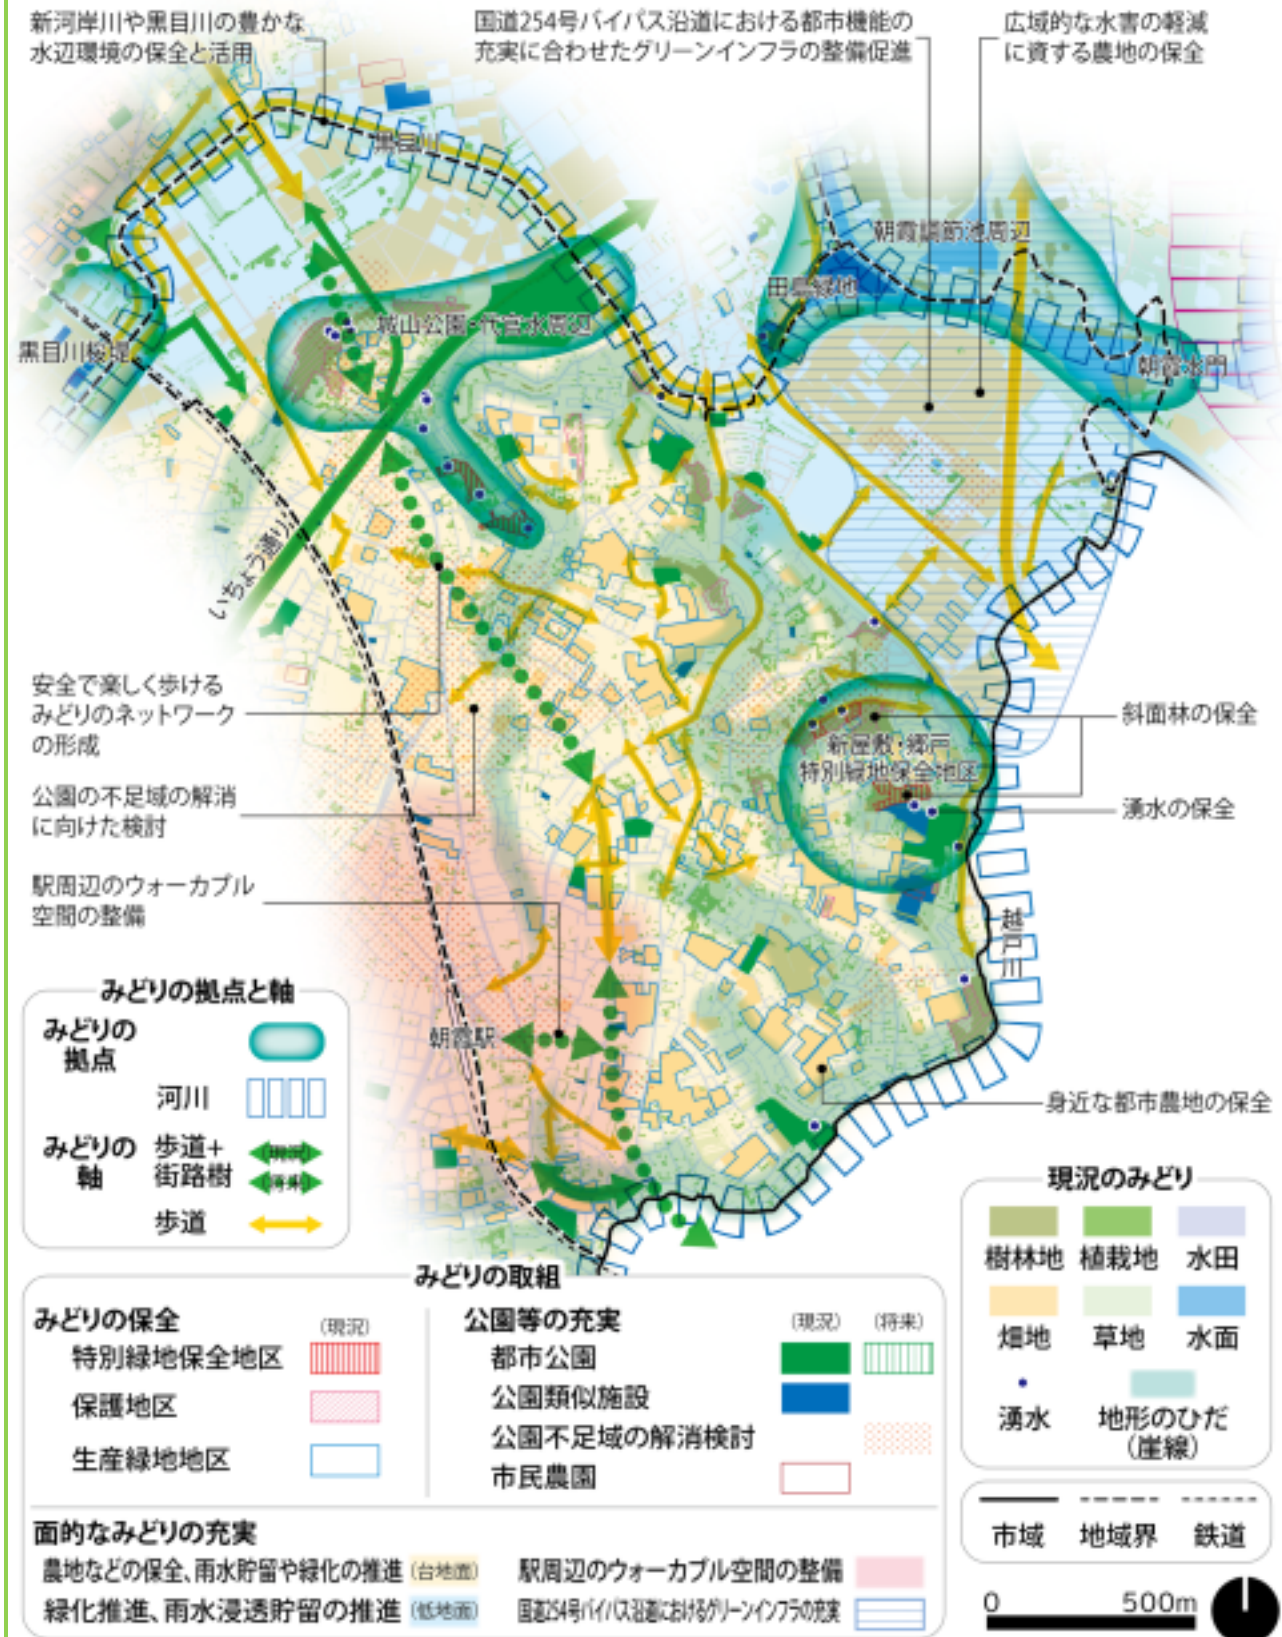 新河岸川や黒目川の豊かな
水辺環境の保全と活用
国道254号バイパス沿道における都市機能の
充実に合わせたグリーンインフラの整備促進
広域的な水害の軽減
に資する農地の保全
黒目川
朝霞調節池周辺
田島緑地
城山公園・代官水周辺
黒目川桜堤
朝霞水門
いちょう通り
安全で楽しく歩ける
みどりのネットワーク
の形成
斜面林の保全
新屋敷・郷戸
特別緑地保全地区
公園の不足域の解消
に向けた検討
湧水の保全
駅周辺のウォーカブル
空間の整備
越戸川
朝霞駅
身近な都市農地の保全
みどりの拠点と軸
みどりの
拠点
河川
みどりの
軸
歩道+
街路樹
(現況)
(将来)
歩道
現況のみどり
樹林地 植栽地 水田
畑地 草地 水面
湧水 地形のひだ
(崖線)
市域 地域界 鉄道
0 500m
みどりの取組
みどりの保全 (現況)
特別緑地保全地区
保護地区
生産緑地地区
公園等の充実 (現況) (将来)
都市公園
公園類似施設
公園不足域の解消検討
市民農園
面的なみどりの充実
農地などの保全、雨水貯留や緑化の推進 (台地面)
緑化推進、雨水浸透貯留の推進 (低地面)
駅周辺のウォーカブル空間の整備
国道254号バイパス沿道におけるグリーンインフラの充実